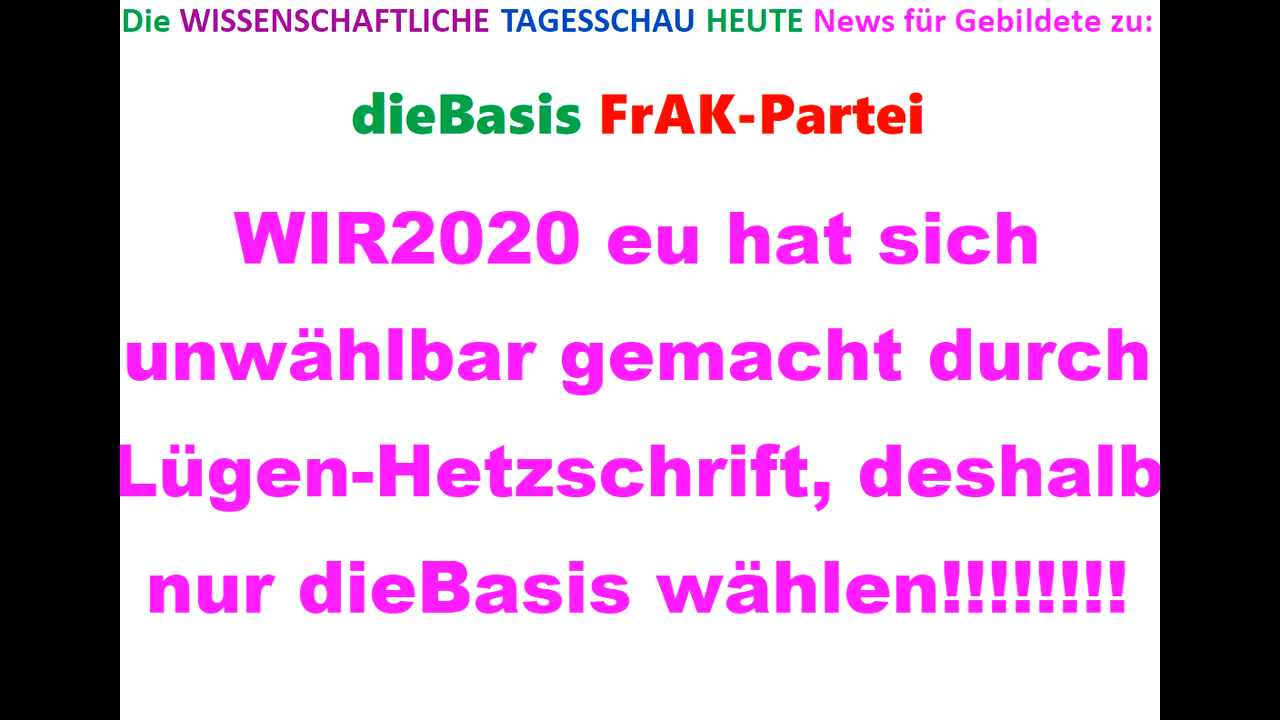 Die WISSENSCHAFTLICHE TAGESSCHAU HEUTE News für Gebildete zu:
dieBasis FrAK-Partei
WIR2020 eu hat sich
unwählbar gemacht durch
Lügen-Hetzschrift, deshalb
nur dieBasis wählen!!!!!!!!